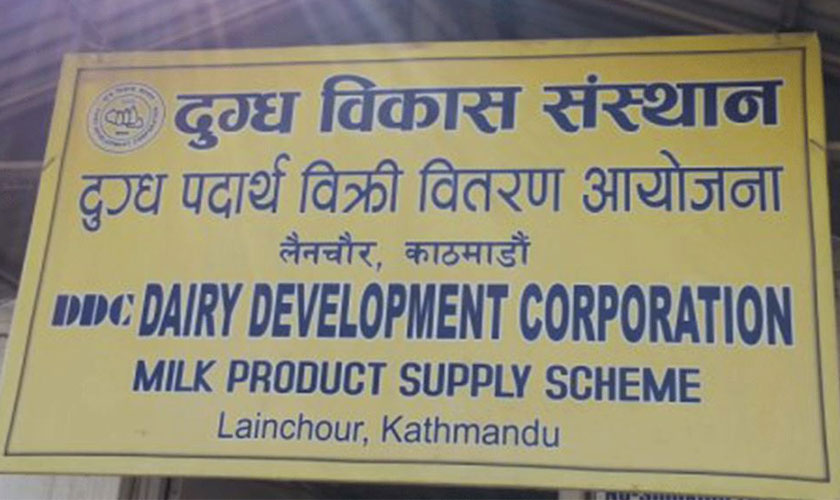 दुग्ध विकास संस्थान
दुग्ध पदार्थ विक्री वितरण आयोजना
लैनचौर, काठमाडौं
DDC DAIRY DEVELOPMENT CORPORATION
MILK PRODUCT SUPPLY SCHEME
Lainchour, Kathmandu